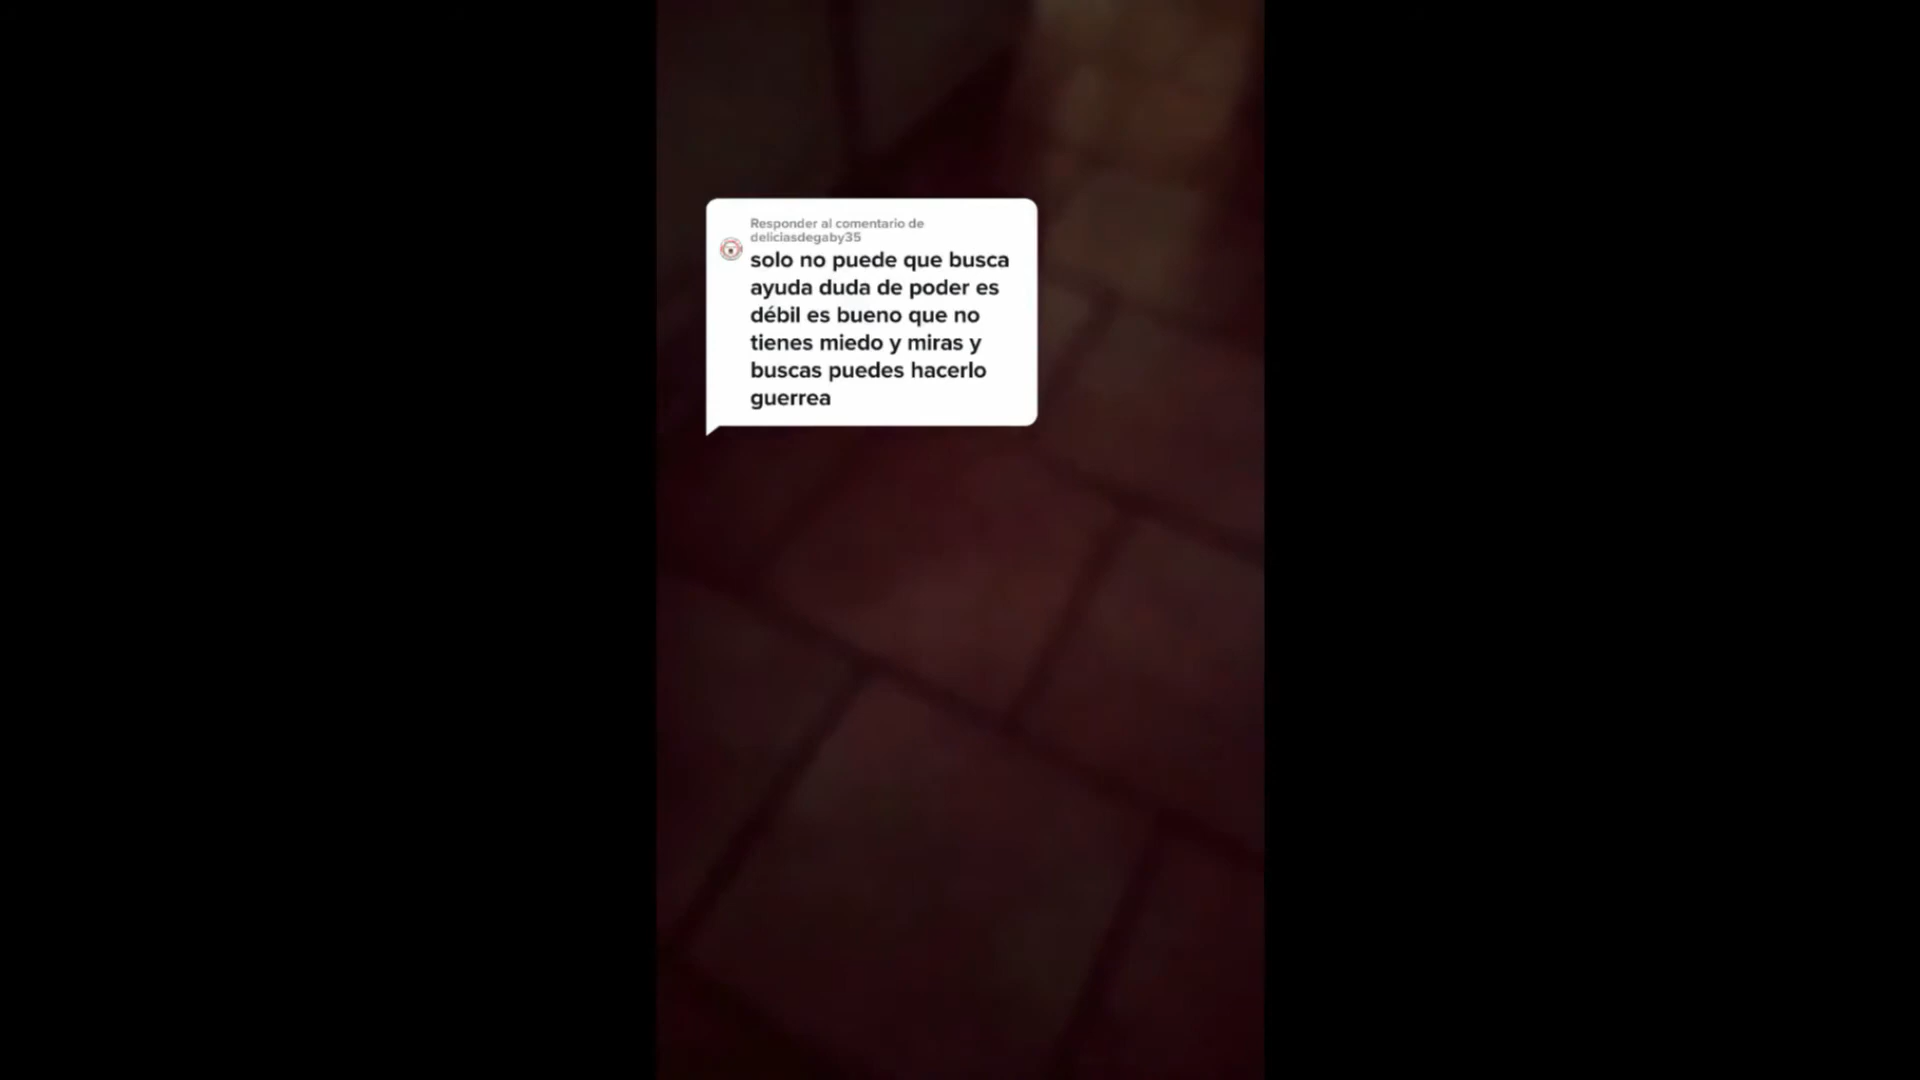 Responder al comentario de
deliciasdegaby35
solo no puede que busca
ayuda duda de poder es
débil es bueno que no
tienes miedo y miras y
buscas puedes hacerlo
guerrea